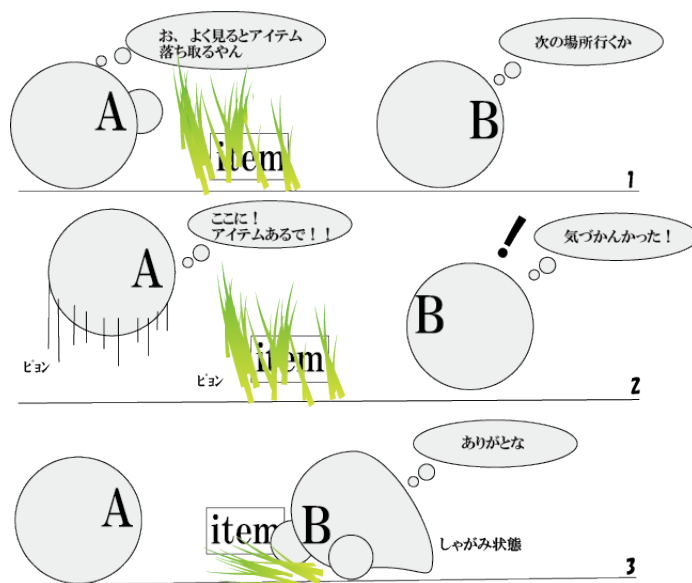 お、よく見るとアイテム
落ち取るやん
次の場所行くか
A
B
item
1
ここに！
アイテムあるで！！
気づかんかった！
！
A
B
item
ピョン
ピョン
2
ありがとな
A
item
B
しゃがみ状態
3